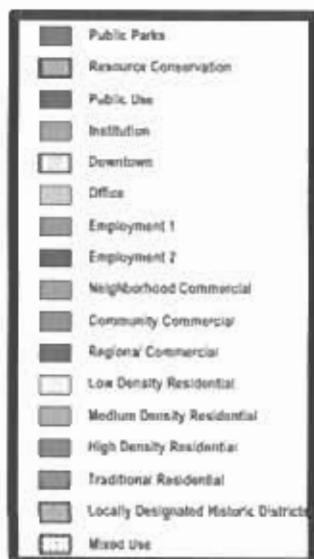 Public Parks
Resource Conservation
Public Use
Institution
Downtown
Office
Employment 1
Employment 2
Neighborhood Commercial
Community Commercial
Regional Commercial
Low Density Residential
Medium Density Residential
High Density Residential
Traditional Residential
Locally Designated Historic Districts
Mixed Use